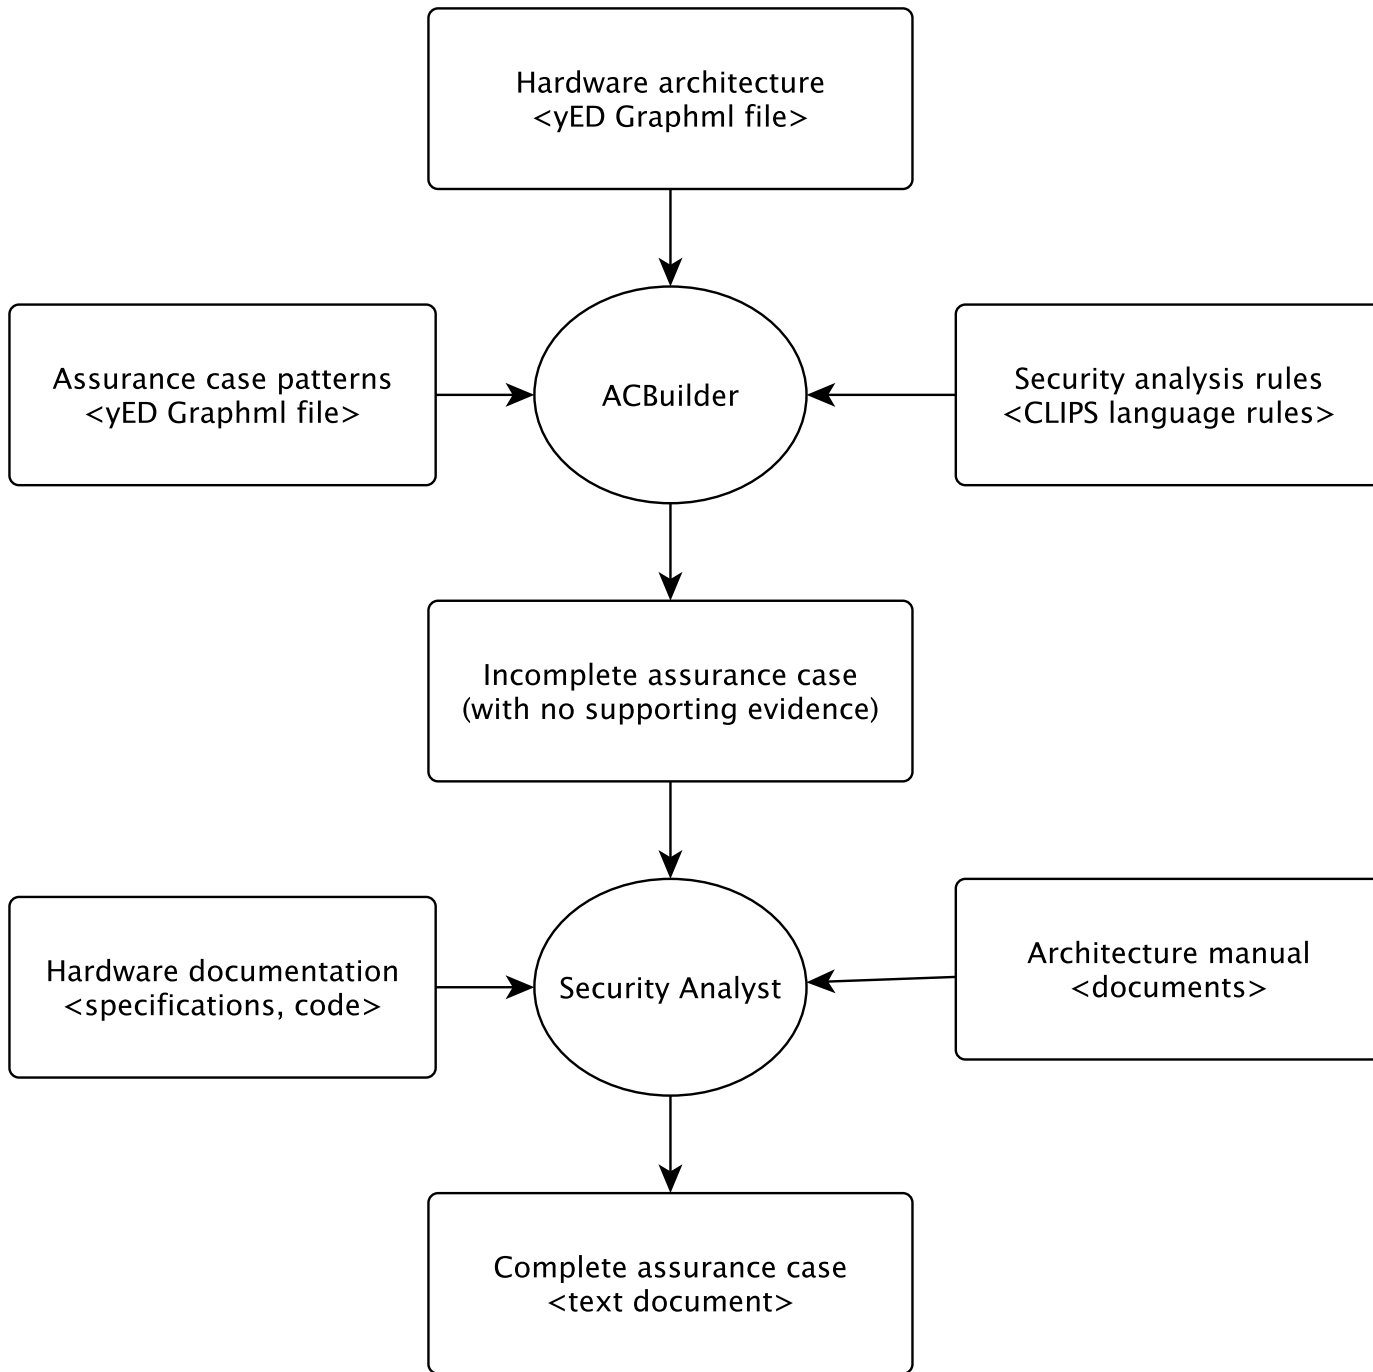 Hardware architecture
<yED Graphml file>
Assurance case patterns
<yED Graphml file>
ACBuilder
Security analysis rules
<CLIPS language rules>
Incomplete assurance case
(with no supporting evidence)
Hardware documentation
<specifications, code>
Security Analyst
Architecture manual
<documents>
Complete assurance case
<text document>